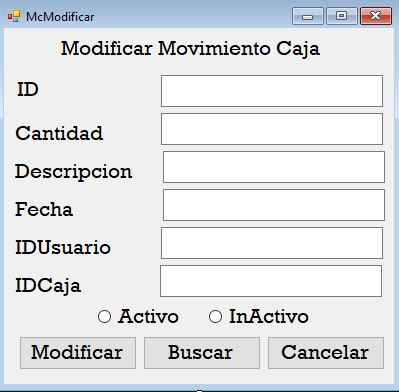 McModificar
Modificar Movimiento Caja
ID
Cantidad
Descripcion
Fecha
IDUsuario
IDCaja
Activo InActivo
Modificar Buscar Cancelar